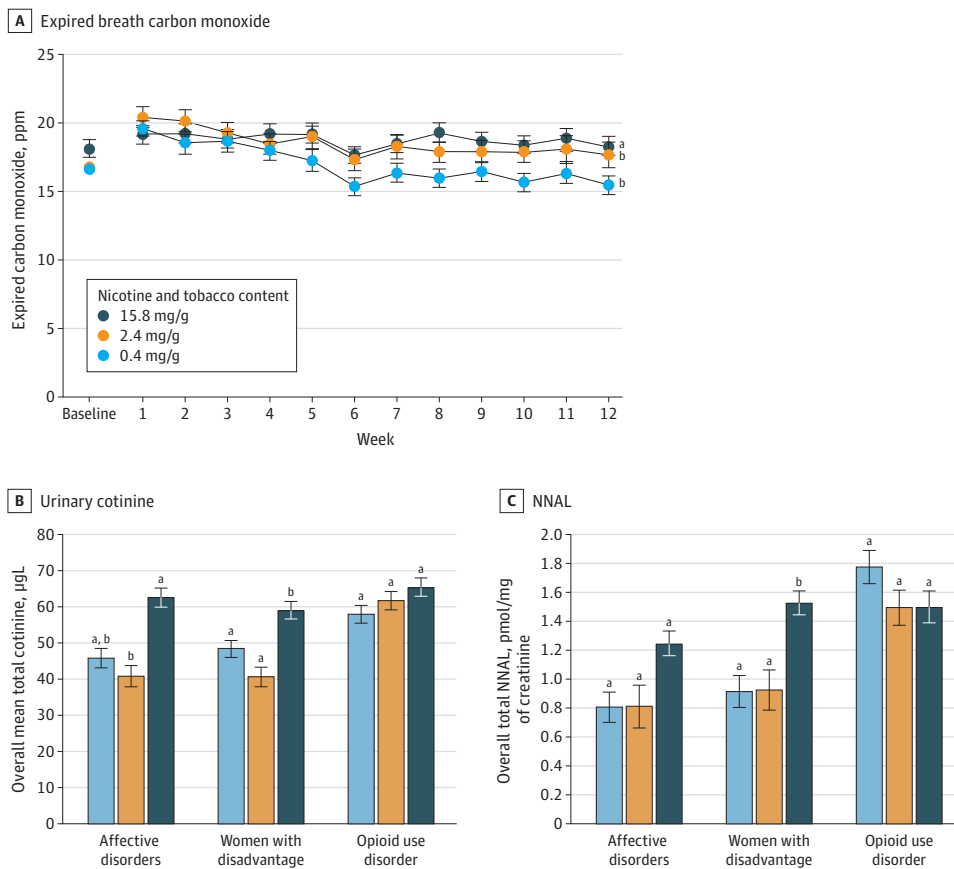 A Expired breath carbon monoxide
25
20
15
10
5
0
Expired carbon monoxide, ppm
a
b
b
Nicotine and tobacco content
15.8 mg/g
2.4 mg/g
0.4 mg/g
Baseline 1 2 3 4 5 6 7 8 9 10 11 12
Week
B Urinary cotinine
80
70
60
50
40
30
20
10
0
Overall mean total cotinine, µgL
a, b
b
a
a
a
b
a
a
a
Affective
disorders
Women with
disadvantage
Opioid use
disorder
C NNAL
2.0
1.8
1.6
1.4
1.2
1.0
0.8
0.6
0.4
0.2
0
Overall total NNAL, pmol/mg
of creatinine
a
a
a
a
a
b
a
a
a
Affective
disorders
Women with
disadvantage
Opioid use
disorder